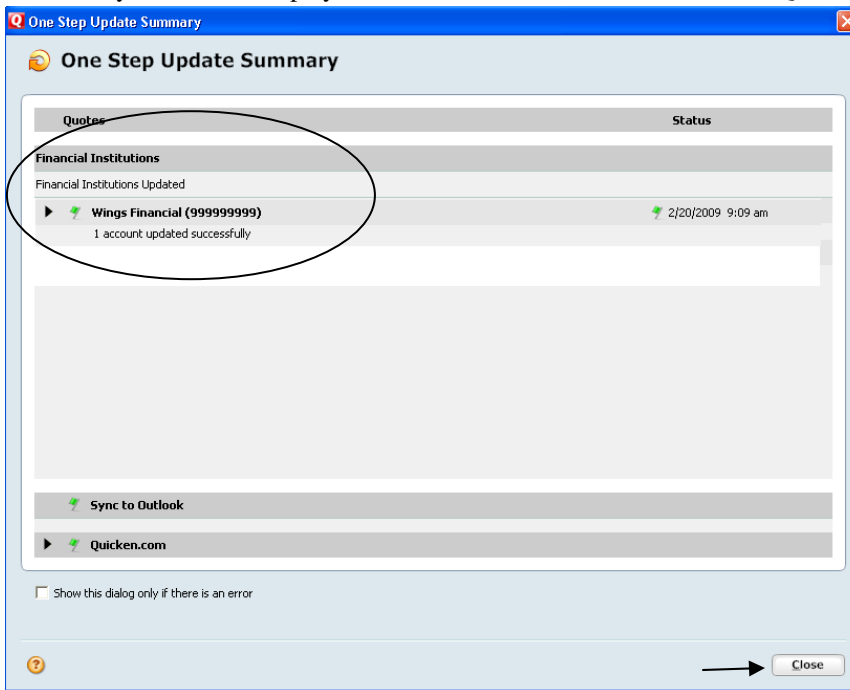 One Step Update Summary
One Step Update Summary
Quotes Status
Financial Institutions
Financial Institutions Updated
Wings Financial (999999999) 2/20/2009 9:09 am
1 account updated successfully
Sync to Outlook
Quicken.com
Show this dialog only if there is an error
Close